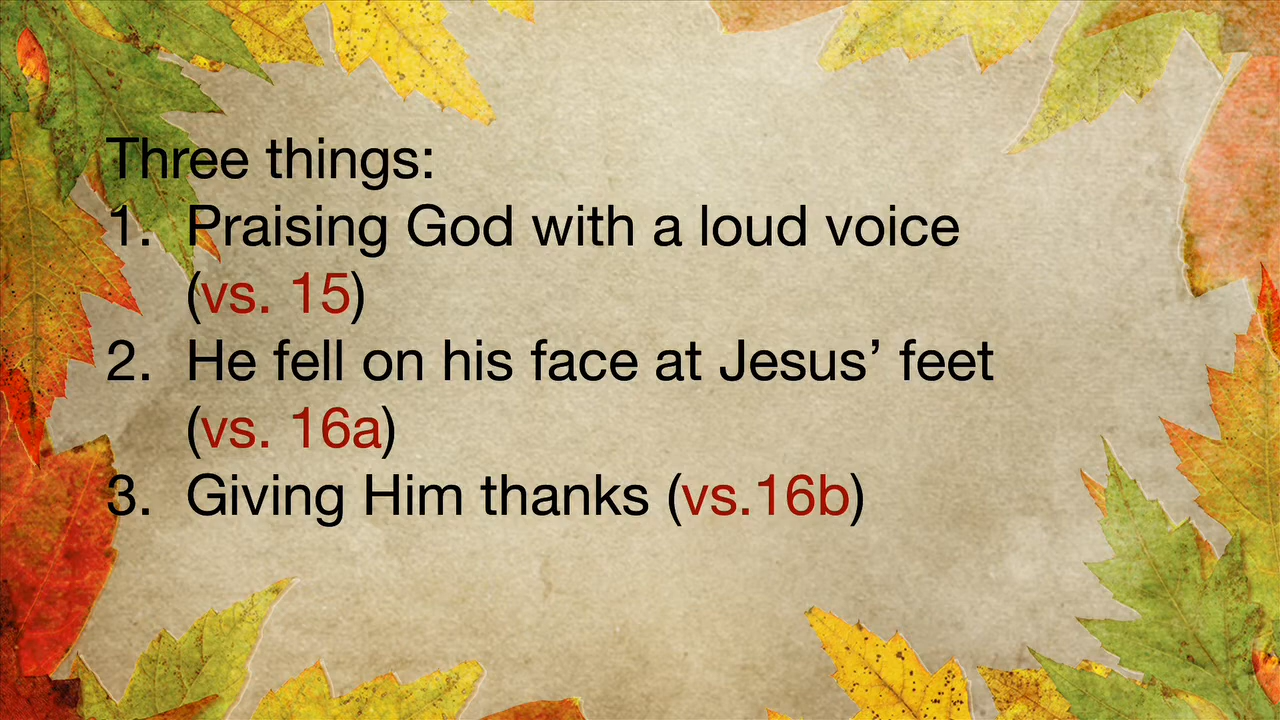 Three things:
1. Praising God with a loud voice
(vs. 15)
2. He fell on his face at Jesus’ feet
(vs. 16a)
3. Giving Him thanks (vs.16b)